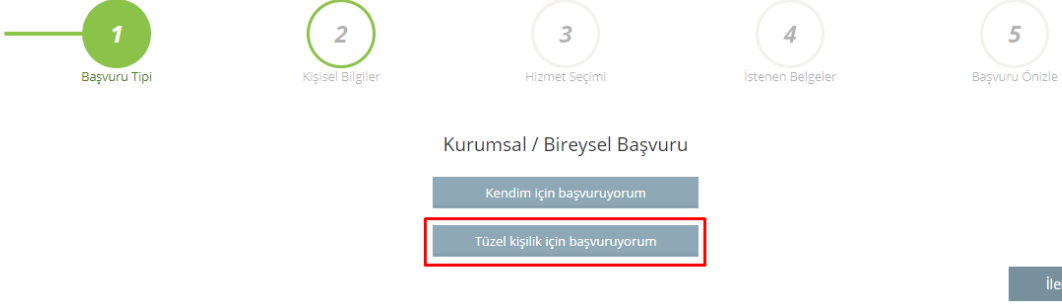 1 2 3 4 5
Başvuru Tipi Kişisel Bilgiler Hizmet Seçimi İstenen Belgeler Başvuru Önizle
Kurumsal / Bireysel Başvuru
Kendim için başvuruyorum
Tüzel kişilik için başvuruyorum